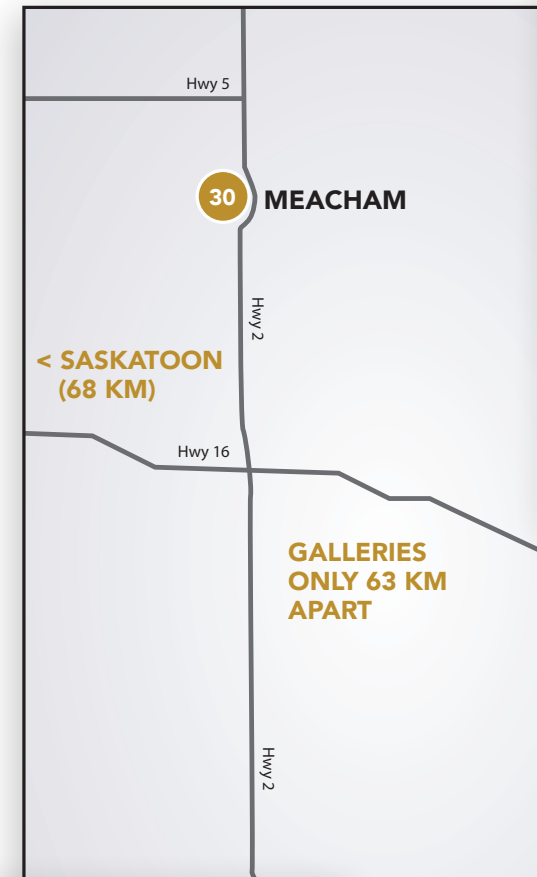 Hwy 5
30
MEACHAM
Hwy 2
< SASKATOON
(68 KM)
Hwy 16
GALLERIES
ONLY 63 KM
APART
Hwy 2